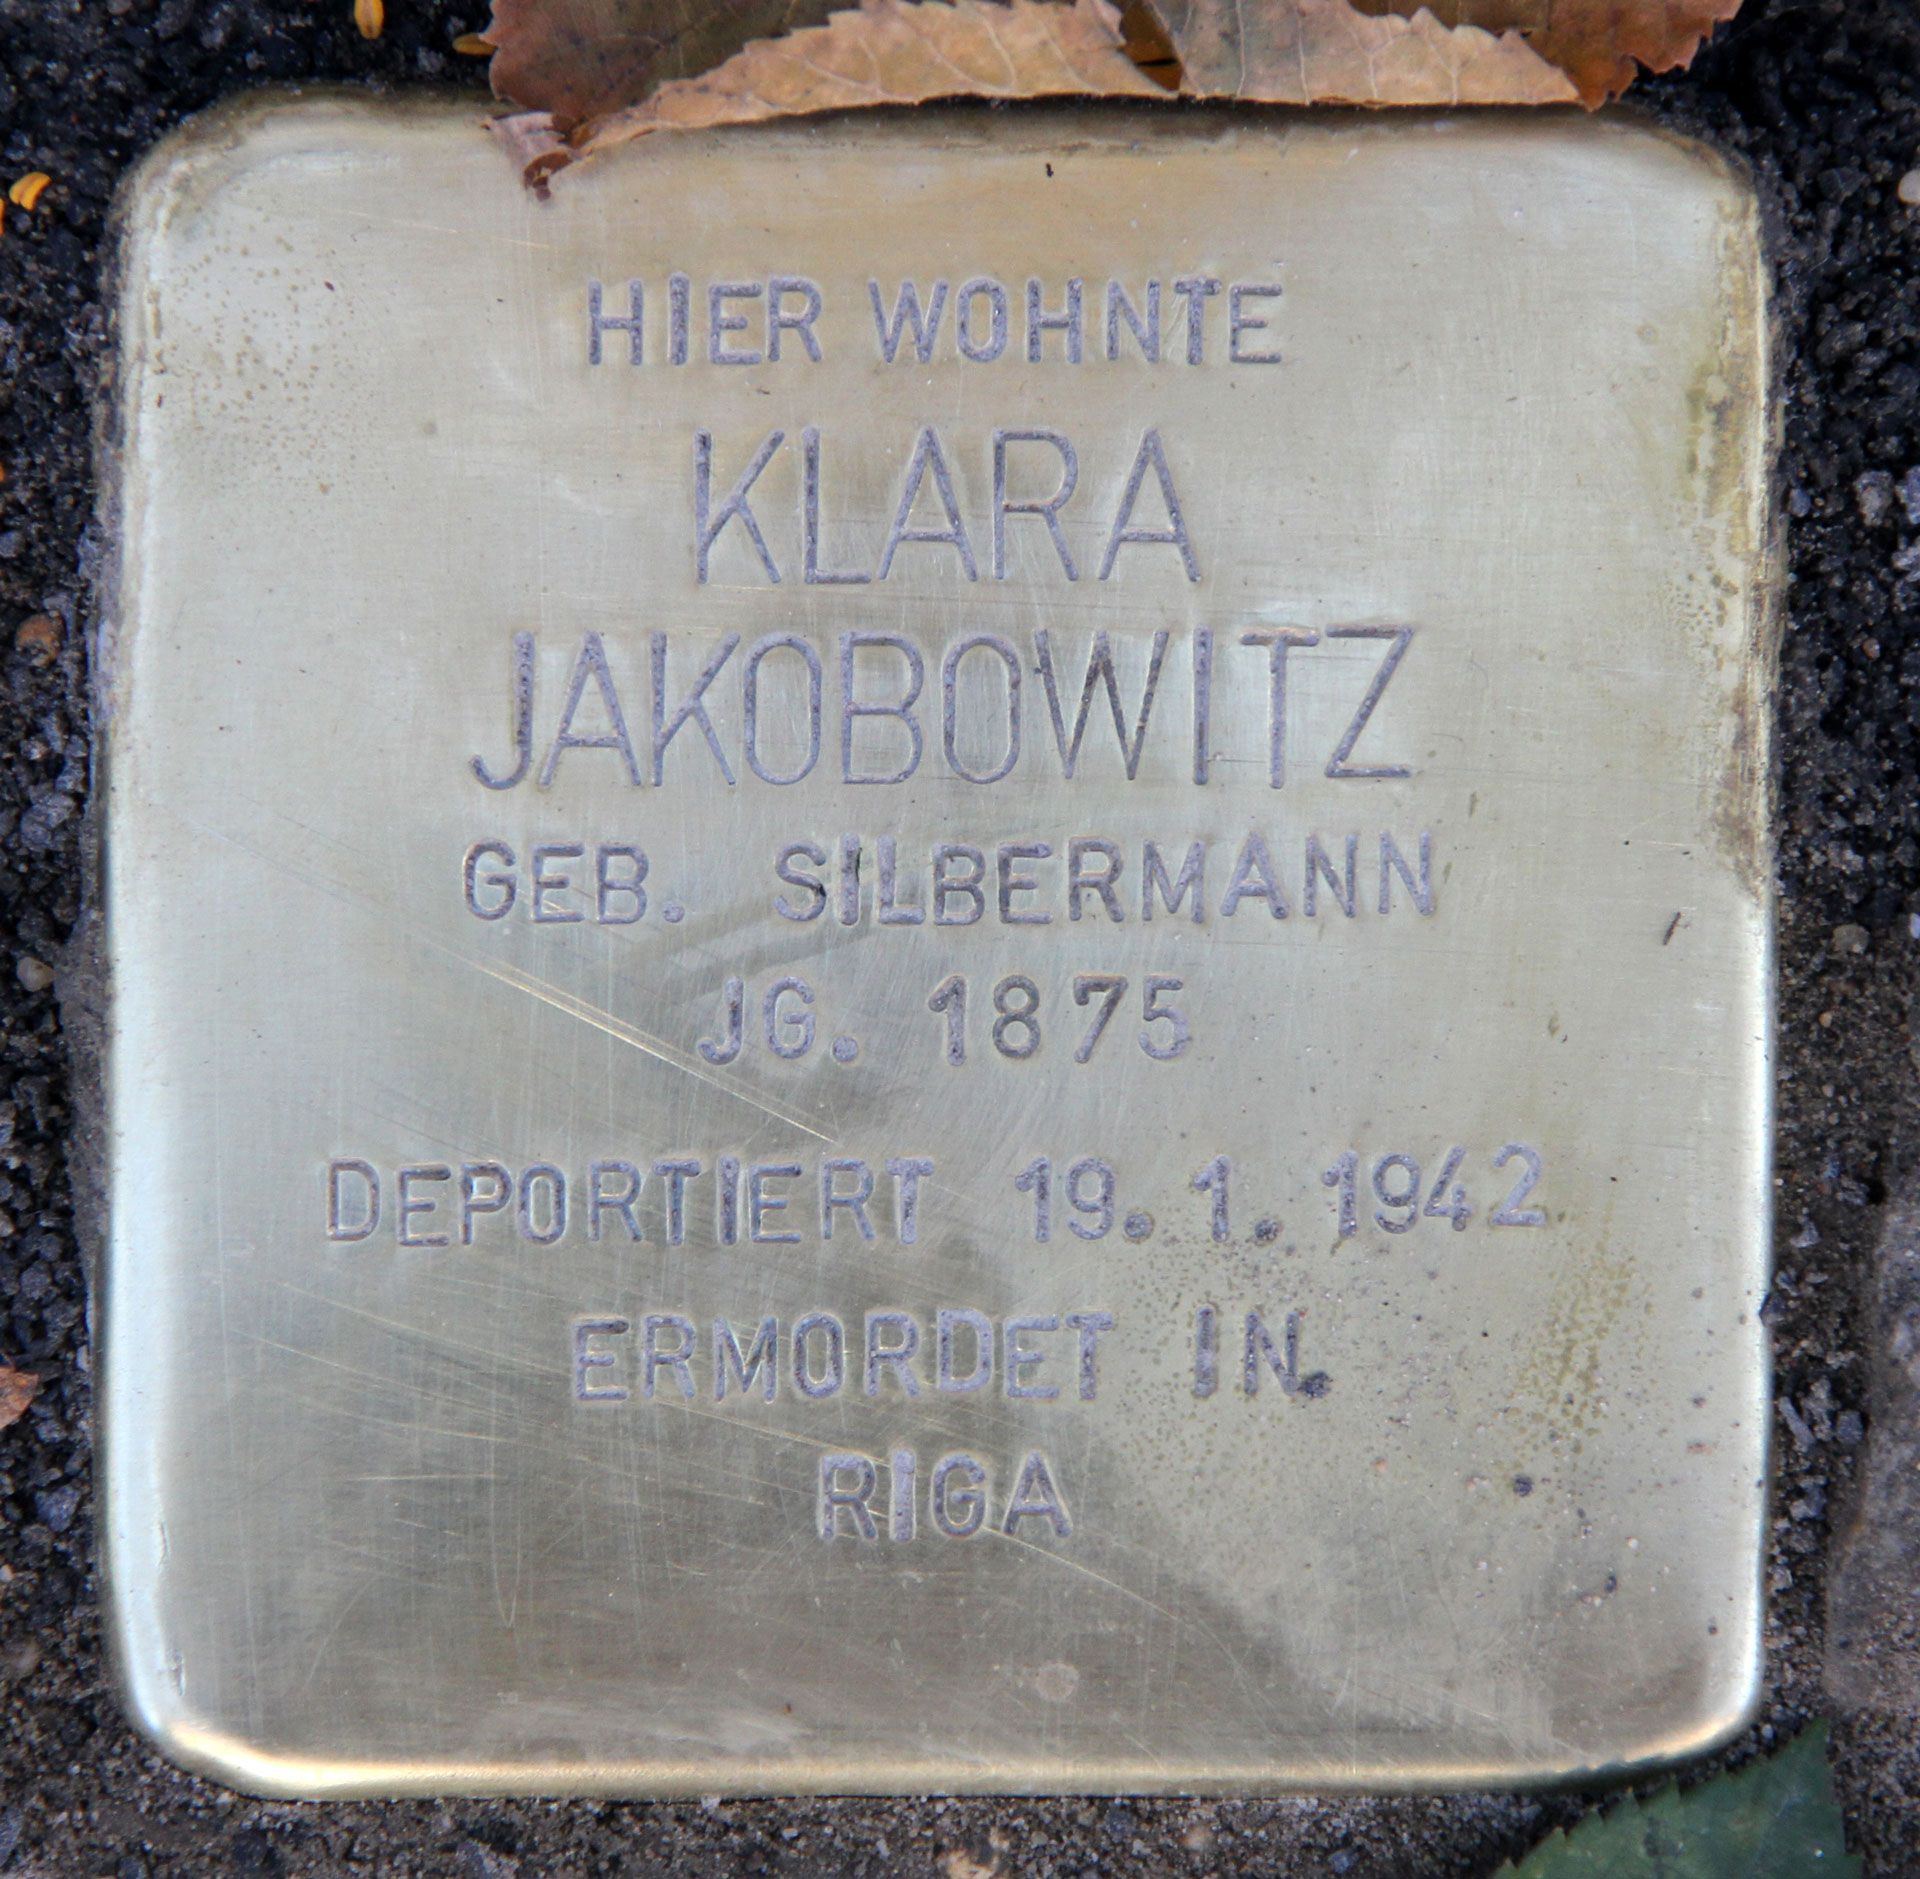 HIER WOHNTE
KLARA
JAKOBOWITZ
GEB. SILBERMANN
JG. 1875
DEPORTIERT 19.1.1942
ERMORDET IN
RIGA